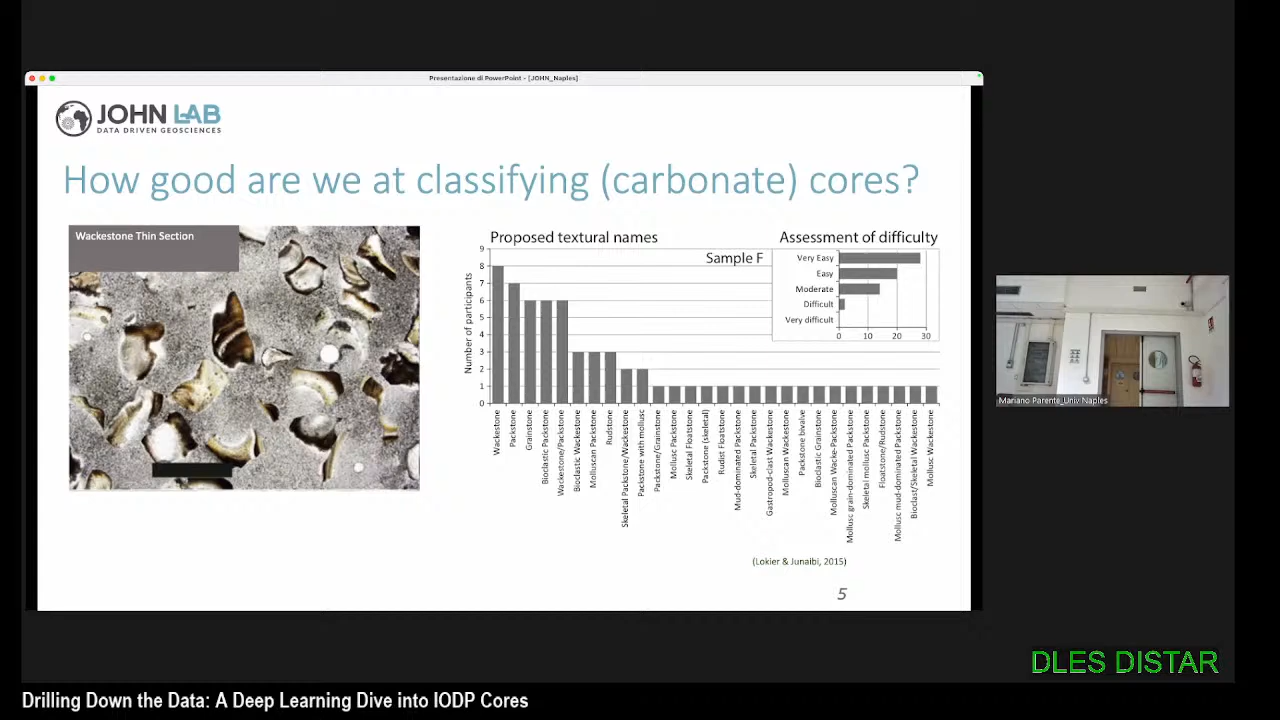 Presentazione di PowerPoint - [JOHN_Naples]
JOHN LAB
DATA DRIVEN GEOSCIENCES
How good are we at classifying (carbonate) cores?
Wackestone Thin Section
Proposed textural names
Assessment of difficulty
Sample F
Number of participants
9
8
7
6
5
4
3
2
1
0
Very Easy
Easy
Moderate
Difficult
Very difficult
0 10 20 30
Wackestone
Packstone
Grainstone
Bioclastic Packstone
Wackestone/Packstone
Bioclastic Wackestone
Molluscan Packstone
Rudstone
Skeletal Packstone/Wackestone
Packstone with mollusc
Packstone/Grainstone
Mollusc Packstone
Skeletal Floatstone
Packstone (skeletal)
Rudist Floatstone
Mud-dominated Packstone
Skeletal Packstone
Gastropod-clast Wackestone
Molluscan Wackestone
Packstone bivalve
Bioclastic Grainstone
Molluscan Wacke-Packstone
Mollusc grain-dominated Packstone
Skeletal mollusc Packstone
Floatstone/Rudstone
Mollusc mud-dominated Packstone
Bioclast/Skeletal Wackestone
Mollusc Wackestone
(Lokier & Junaibi, 2015)
5
Mariano Parente_Univ Naples
DLES DISTAR
Drilling Down the Data: A Deep Learning Dive into IODP Cores